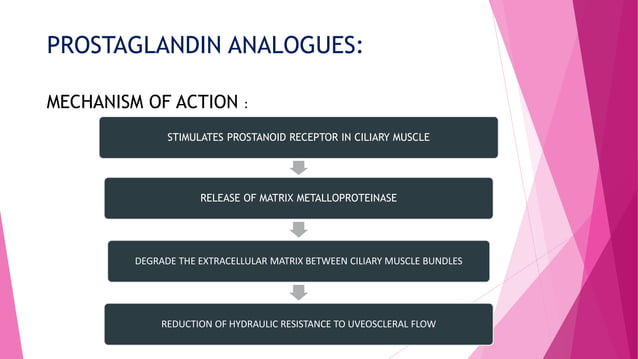 PROSTAGLANDIN ANALOGUES:
MECHANISM OF ACTION :
STIMULATES PROSTANOID RECEPTOR IN CILIARY MUSCLE
RELEASE OF MATRIX METALLOPROTEINASE
DEGRADE THE EXTRACELLULAR MATRIX BETWEEN CILIARY MUSCLE BUNDLES
REDUCTION OF HYDRAULIC RESISTANCE TO UVEOSCLERAL FLOW